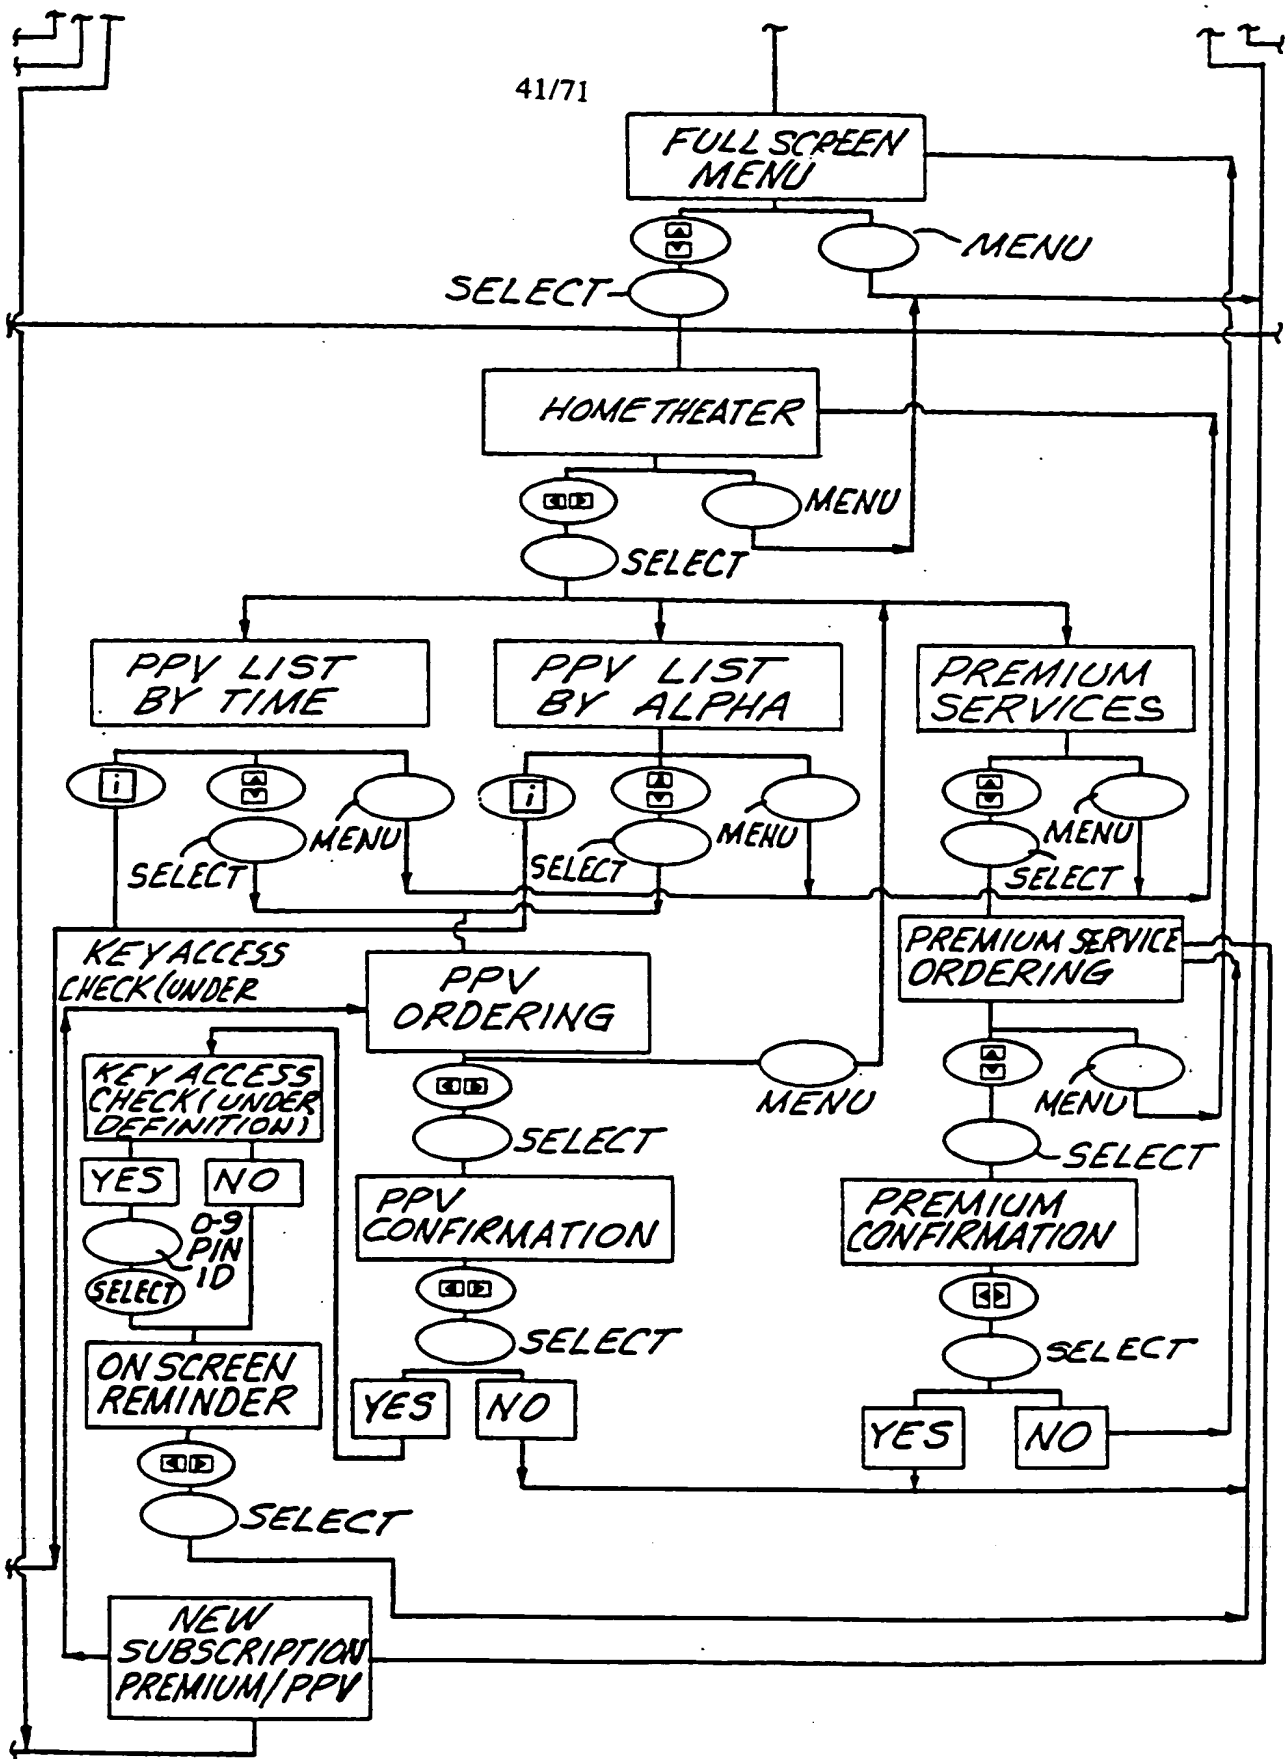 41/71
FULL SCREEN
MENU
MENU
SELECT
HOME THEATER
MENU
SELECT
PPV LIST
BY TIME
PPV LIST
BY ALPHA
PREMIUM
SERVICES
i
i
MENU
SELECT
MENU
SELECT
MENU
SELECT
KEY ACCESS
CHECK (UNDER
PPV
ORDERING
PREMIUM SERVICE
ORDERING
KEY ACCESS
CHECK (UNDER
DEFINITION)
MENU
MENU
SELECT
SELECT
YES
NO
0-9
PIN
ID
SELECT
PPV
CONFIRMATION
PREMIUM
CONFIRMATION
SELECT
SELECT
ON SCREEN
REMINDER
YES
NO
YES
NO
SELECT
NEW
SUBSCRIPTION
PREMIUM/PPV